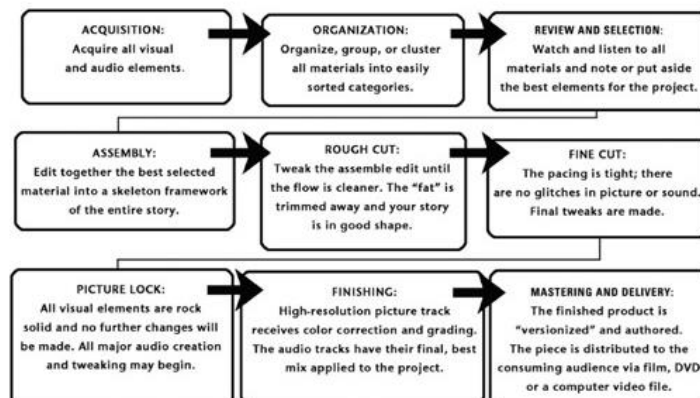 ACQUISITION:
Acquire all visual
and audio elements.
ORGANIZATION:
Organize, group, or cluster
all materials into easily
sorted categories.
REVIEW AND SELECTION:
Watch and listen to all
materials and note or put aside
the best elements for the project.
ASSEMBLY:
Edit together the best selected
material into a skeleton framework
of the entire story.
ROUGH CUT:
Tweak the assemble edit until
the flow is cleaner. The “fat” is
trimmed away and your story
is in good shape.
FINE CUT:
The pacing is tight; there
are no glitches in picture or sound.
Final tweaks are made.
PICTURE LOCK:
All visual elements are rock
solid and no further changes will
be made. All major audio creation
and tweaking may begin.
FINISHING:
High-resolution picture track
receives color correction and grading.
The audio tracks have their final, best
mix applied to the project.
MASTERING AND DELIVERY:
The finished product is
“versionized” and authored.
The piece is distributed to the
consuming audience via film, DVD
or a computer video file.